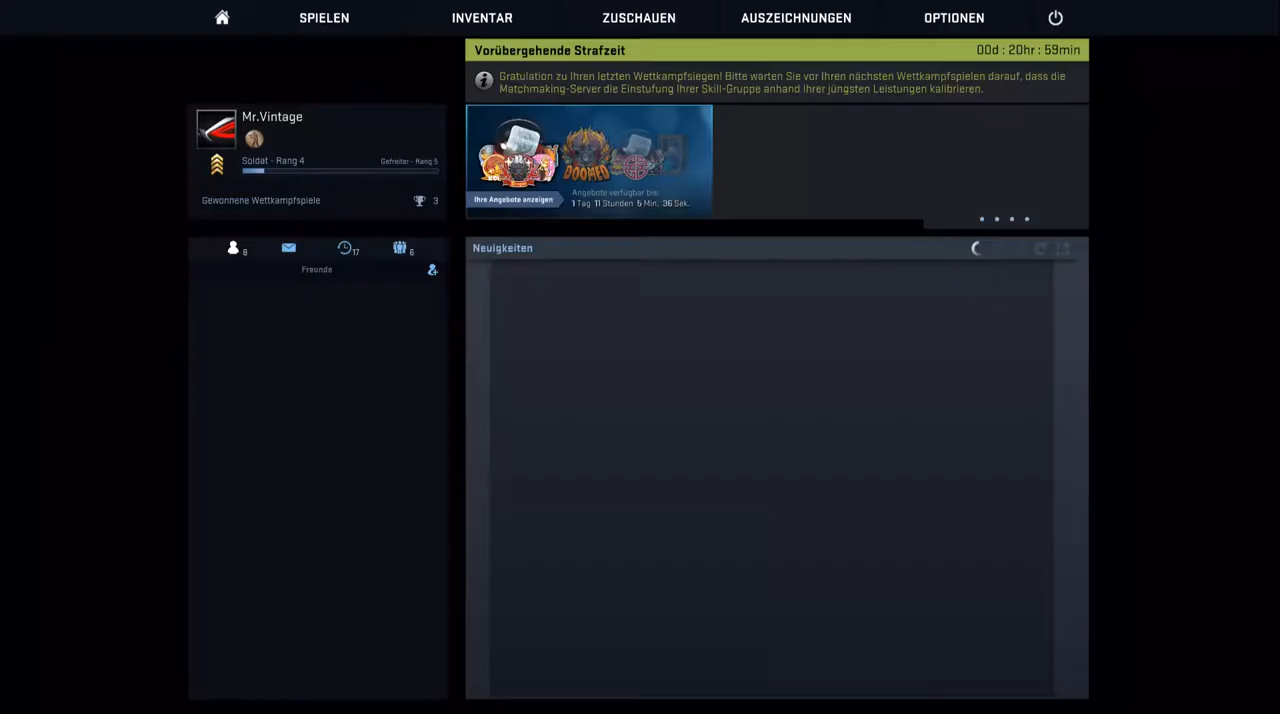 SPIELEN INVENTAR ZUSCHAUEN AUSZEICHNUNGEN OPTIONEN
Vorübergehende Strafzeit 00d : 20hr : 59min
Gratulation zu Ihren letzten Wettkampfsiegen! Bitte warten Sie vor Ihren nächsten Wettkampfspielen darauf, dass die
Matchmaking-Server die Einstufung Ihrer Skill-Gruppe anhand Ihrer jüngsten Leistungen kalibrieren.
Mr.Vintage
Soldat - Rang 4 Gefreiter - Rang 5
Gewonnene Wettkampfspiele 3
DOOMED
Ihre Angebote anzeigen
Angebote verfügbar bis:
1 Tag 11 Stunden 5 Min. 36 Sek.
8 17 6
Freunde
Neuigkeiten